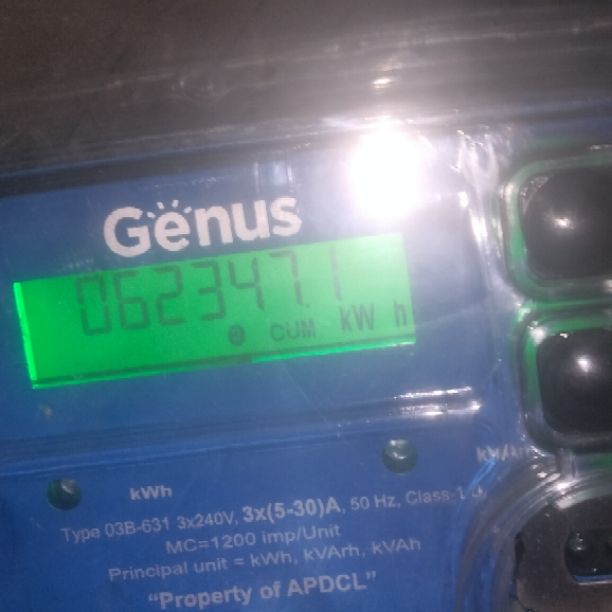 Genus
062347.1
CUM kW h
kWh
Type 03B-631 3x240V, 3x(5-30)A, 50 Hz, Class-1
MC=1200 imp/Unit
Principal unit = kWh, kVArh, kVAh
"Property of APDCL"